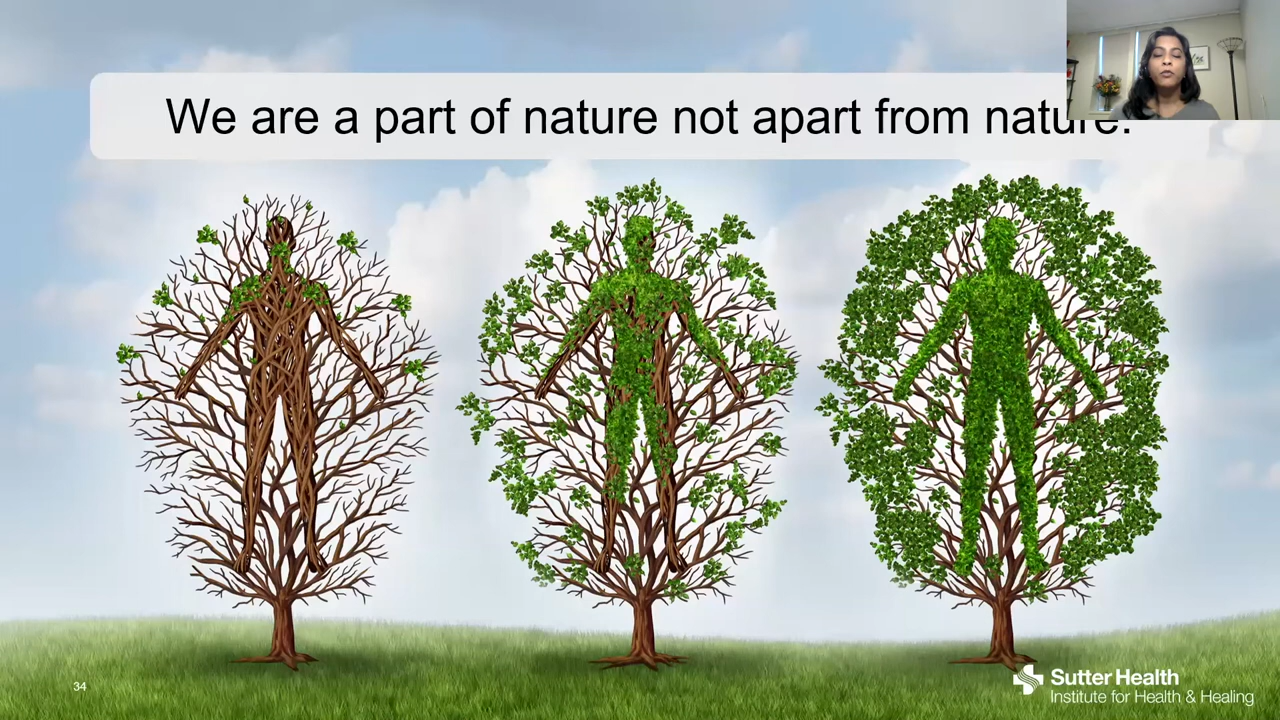 We are a part of nature not apart from nature.
34
Sutter Health
Institute for Health & Healing